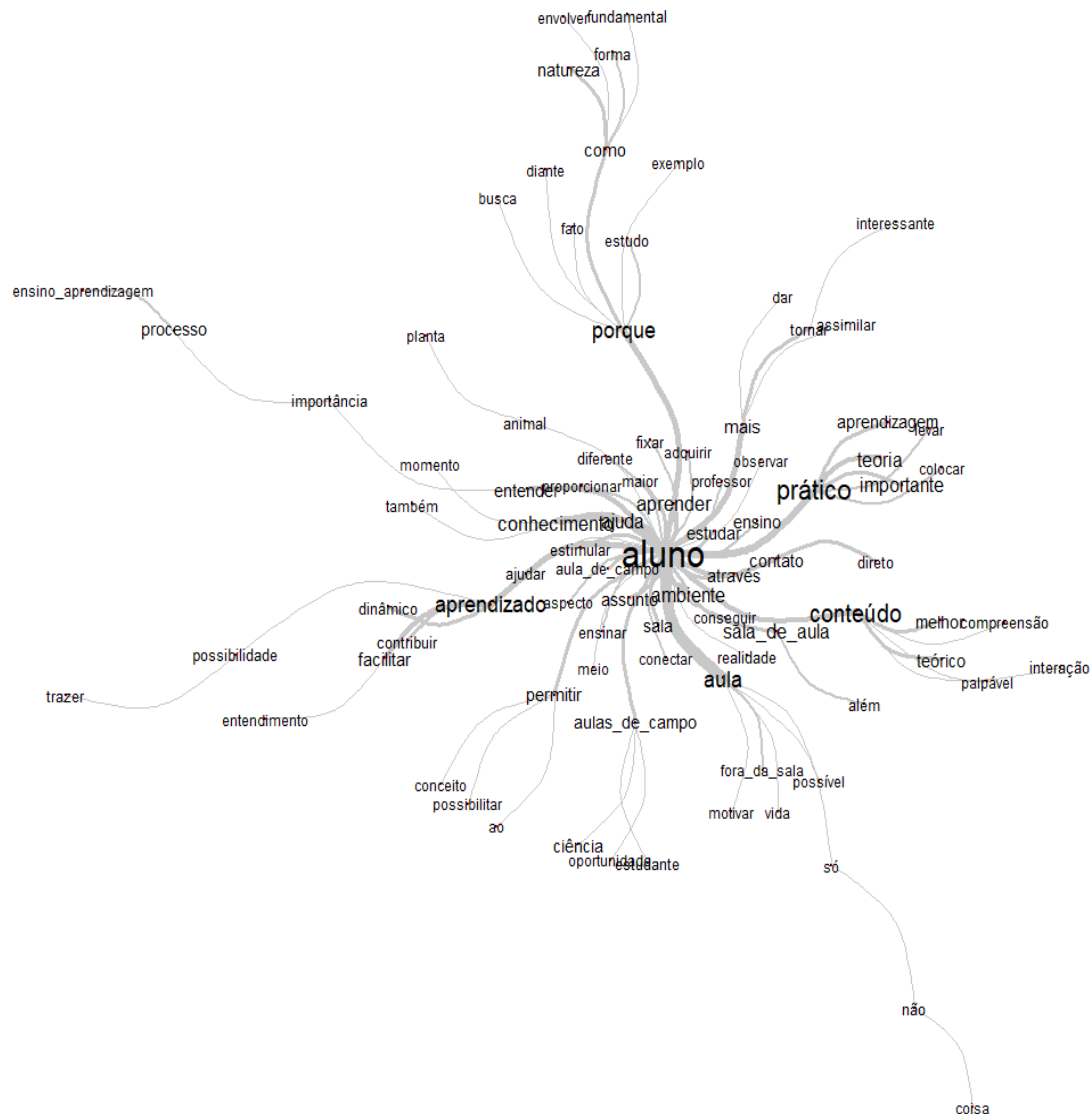 envolver
fundamental
forma
natureza
como
exemplo
diante
busca
interessante
fato
estudo
ensino_aprendizagem
dar
processo
tornar
assimilar
porque
planta
importância
animal
mais
aprendizagem
levar
fixar
adquirir
diferente
observar
teoria
momento
colocar
entender
proporcionar
maior
professor
prático
importante
também
aprender
conhecimento
ajuda
ensino
estudar
estimular
aluno
contato
direto
ajudar
aula_de_campo
através
ambiente
dinâmico
aprendizado
aspecto
assunto
conteúdo
conseguir
melhor
compreensão
ensinar
sala
sala_de_aula
contribuir
possibilidade
facilitar
conectar
realidade
teórico
interação
meio
palpável
aula
trazer
permitir
além
entendimento
aulas_de_campo
fora_da_sala
possível
conceito
possibilitar
motivar
vida
ao
ciência
oportunidade
estudante
só
não
coisa